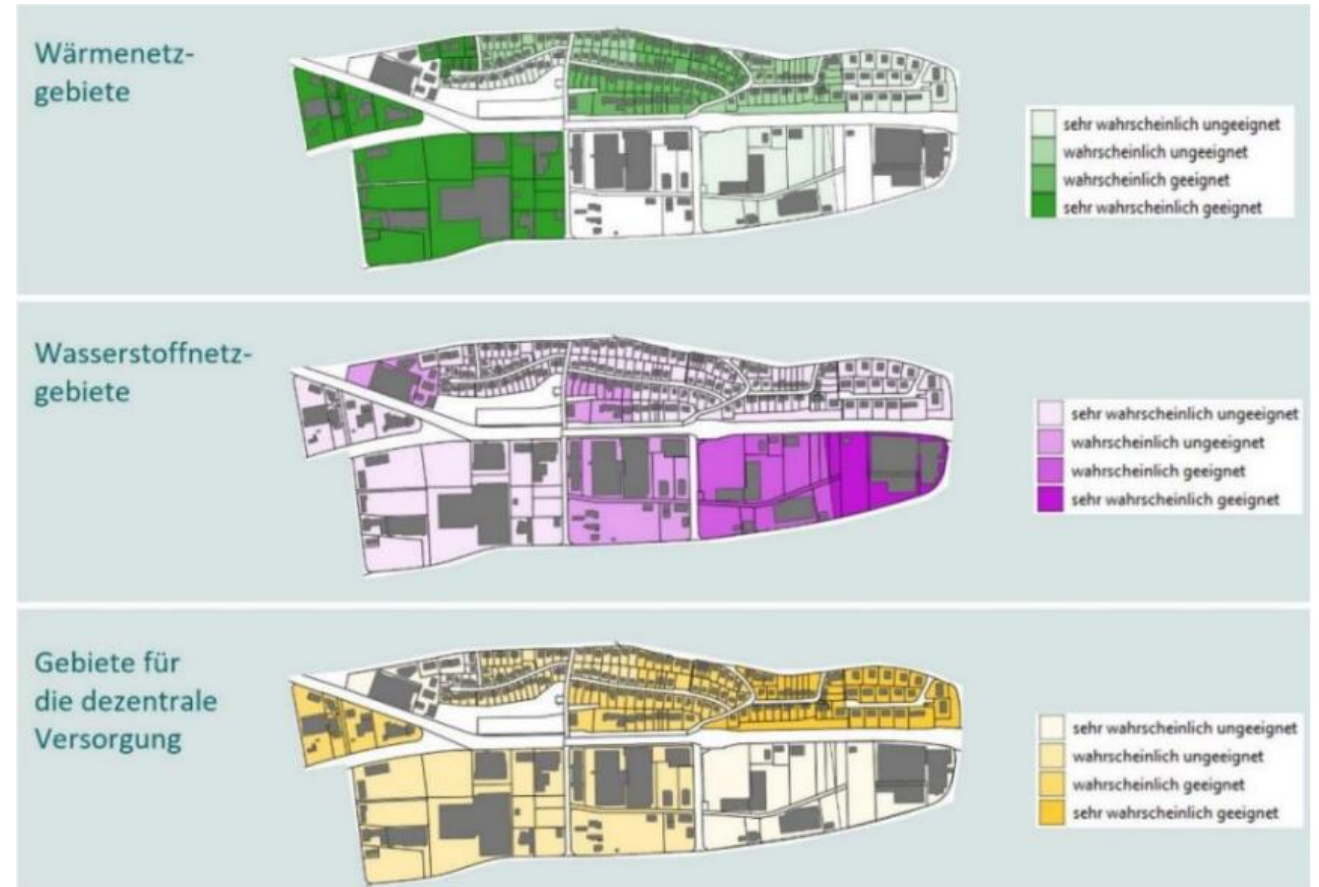 Wärmenetz-
gebiete
sehr wahrscheinlich ungeeignet
wahrscheinlich ungeeignet
wahrscheinlich geeignet
sehr wahrscheinlich geeignet
Wasserstoffnetz-
gebiete
sehr wahrscheinlich ungeeignet
wahrscheinlich ungeeignet
wahrscheinlich geeignet
sehr wahrscheinlich geeignet
Gebiete für
die dezentrale
Versorgung
sehr wahrscheinlich ungeeignet
wahrscheinlich ungeeignet
wahrscheinlich geeignet
sehr wahrscheinlich geeignet